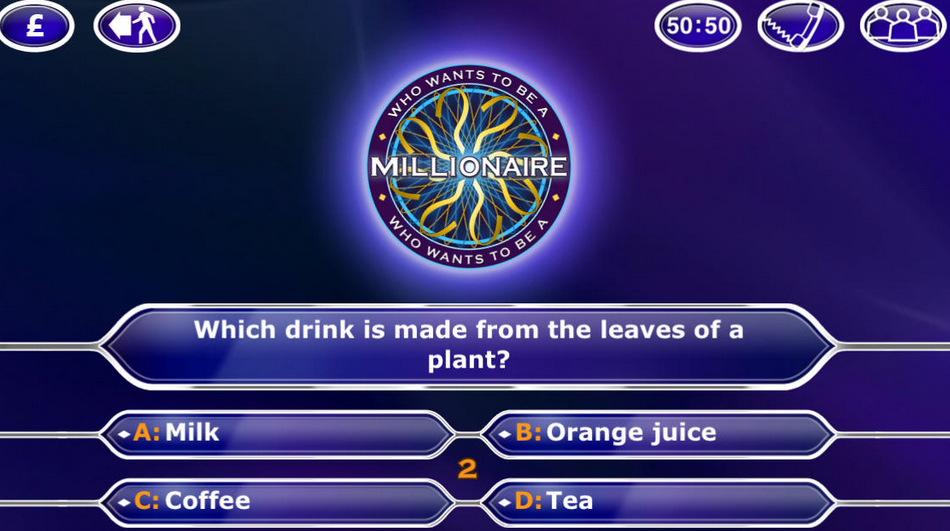 £
50:50
WHO WANTS TO BE A
MILLIONAIRE
WHO WANTS TO BE A
Which drink is made from the leaves of a
plant?
A: Milk
B: Orange juice
2
C: Coffee
D: Tea